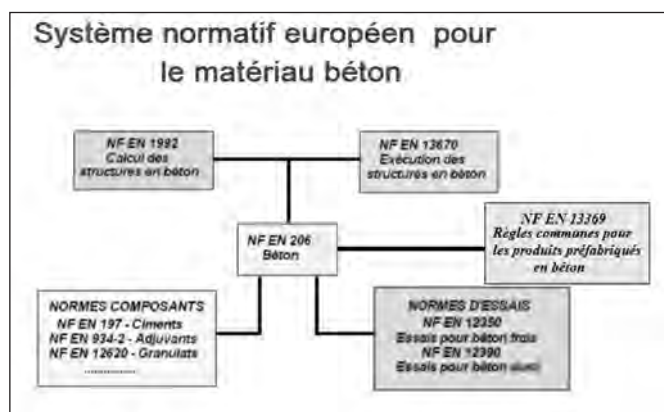 Système normatif européen pour
le matériau béton
NF EN 1992
Calcul des
structures en béton
NF EN 13670
Exécution des
structures en béton
NF EN 206
Béton
NF EN 13369
Règles communes pour
les produits préfabriqués
en béton
NORMES COMPOSANTS
NF EN 197 - Ciments
NF EN 934-2 - Adjuvants
NF EN 12620 - Granulats
..............
NORMES D'ESSAIS
NF EN 12350
Essais pour béton frais
NF EN 12390
Essais pour béton